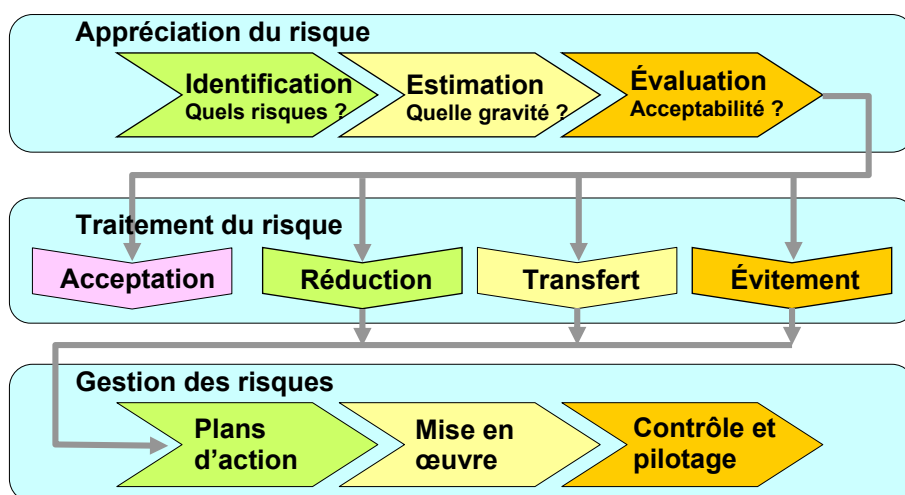 Appréciation du risque
Identification
Quels risques ?
Estimation
Quelle gravité ?
Évaluation
Acceptabilité ?
Traitement du risque
Acceptation
Réduction
Transfert
Évitement
Gestion des risques
Plans
d’action
Mise en
œuvre
Contrôle et
pilotage